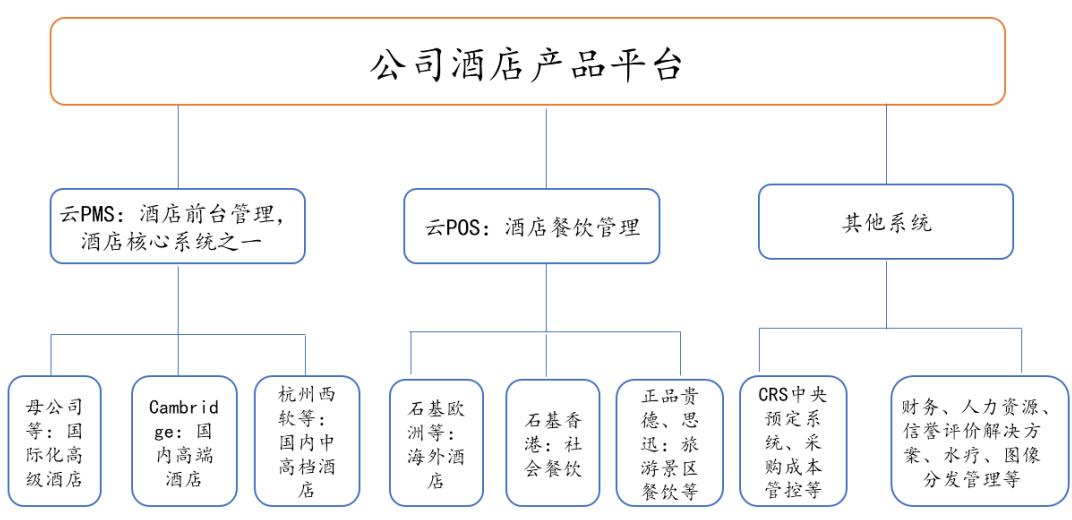 公司酒店产品平台
云PMS：酒店前台管理，
酒店核心系统之一
云POS：酒店餐饮管理
其他系统
母公司
等：国
际化高
级酒店
Cambrid
ge：国
内高端
酒店
杭州西
软等：
国内中
高档酒
店
石基欧
洲等：
海外酒
店
石基香
港：社
会餐饮
正品贵
德、思
迅：旅
游景区
餐饮等
CRS中央
预定系
统、采
购成本
管控等
财务、人力资源、
信誉评价解决方
案、水疗、图像
分发管理等